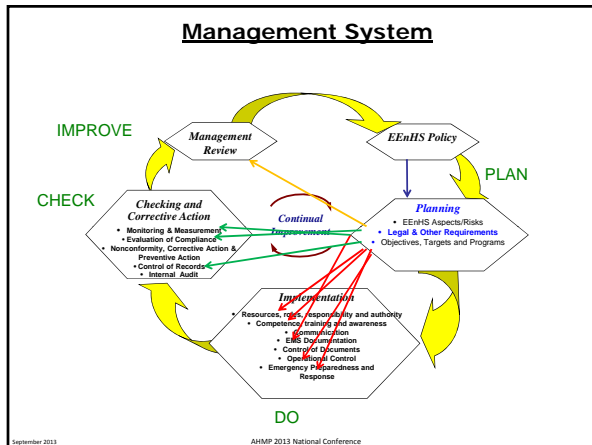 Management System
IMPROVE
Management
Review
EEnHS Policy
PLAN
CHECK
Checking and
Corrective Action
• Monitoring & Measurement
• Evaluation of Compliance
• Nonconformity, Corrective Action &
Preventive Action
• Control of Records
• Internal Audit
Continual
Improvement
Planning
• EEnHS Aspects/Risks
• Legal & Other Requirements
• Objectives, Targets and Programs
Implementation
• Resources, roles, responsibility and authority
• Competence, training and awareness
• Communication
• EMS Documentation
• Control of Documents
• Operational Control
• Emergency Preparedness and
Response
DO
September 2013
AHMP 2013 National Conference